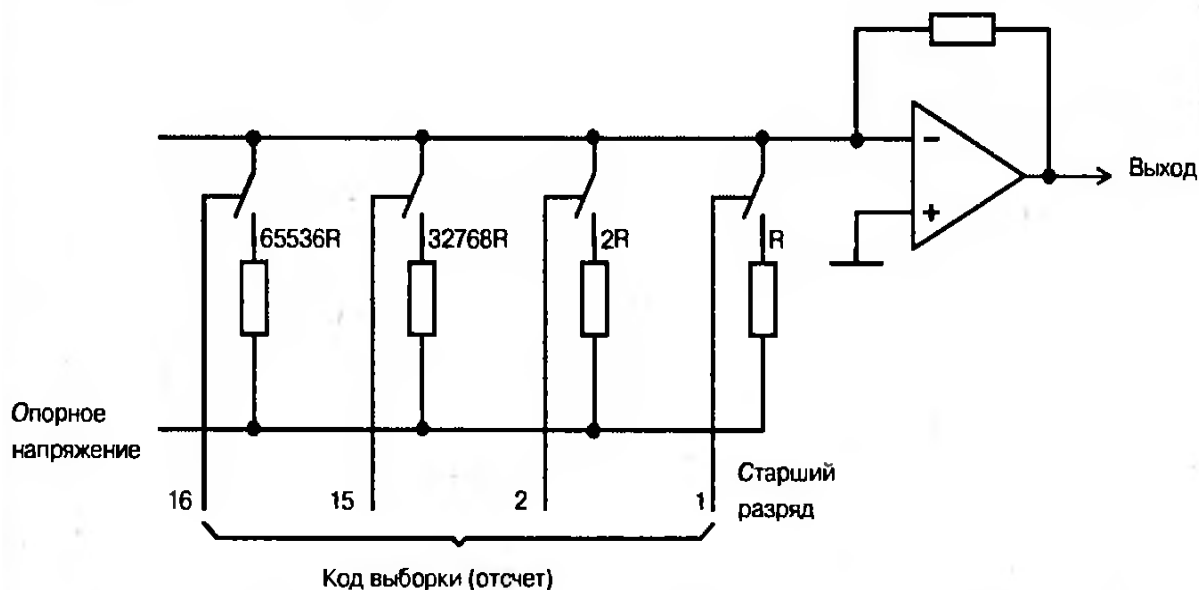 Выход
65536R
32768R
2R
R
Опорное
напряжение
16
15
2
1
Старший
разряд
Код выборки (отсчет)